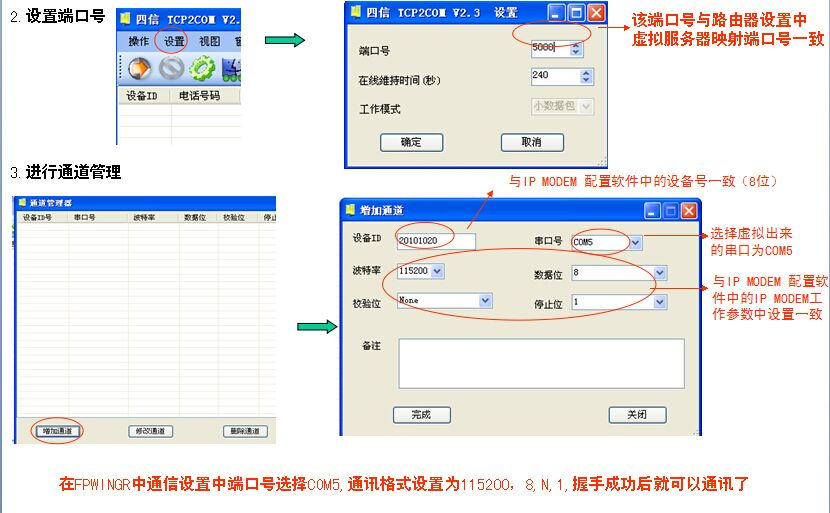 2.设置端口号
四信 TCP2COM V2.
操作 设置 视图
设备ID 电话号码
四信 TCP2COM V2.3 设置
端口号 5000
在线维持时间(秒) 240
工作模式 小数据包
确定 取消
该端口号与路由器设置中
虚拟服务器映射端口号一致
3.进行通道管理
通道管理器
设备ID号 串口号 波特率 数据位 校验位 停止
增加通道 修改通道 删除通道
与IP MODEM 配置软件中的设备号一致（8位）
增加通道
设备ID 20101020 串口号 COM5
波特率 115200 数据位 8
校验位 None 停止位 1
备注
完成 关闭
选择虚拟出来
的串口为COM5
与IP MODEM 配置软
件中的IP MODEM工
作参数中设置一致
在FPWINGR中通信设置中端口号选择COM5,通讯格式设置为115200，8,N,1,握手成功后就可以通讯了